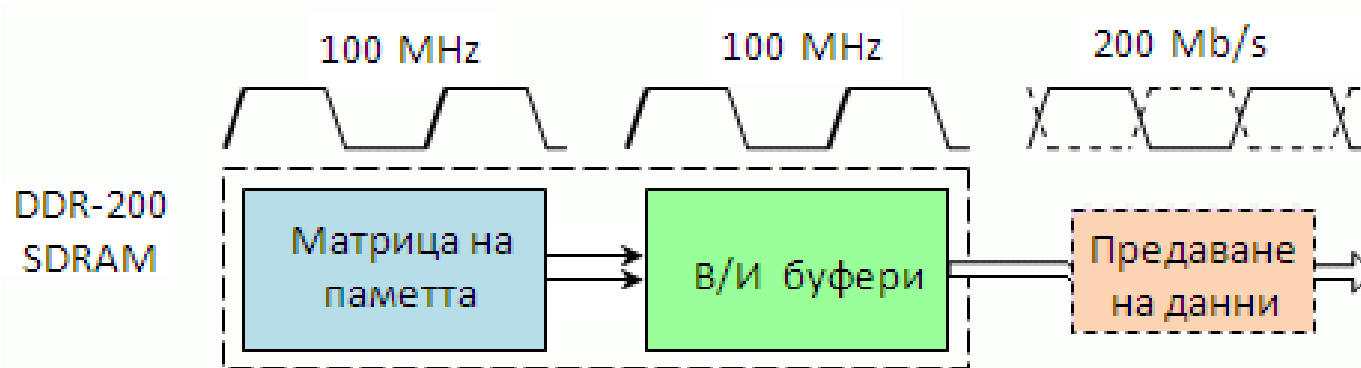 100 MHz
100 MHz
200 Mb/s
DDR-200
SDRAM
Матрица на
паметта
В/И буфери
Предаване
на данни